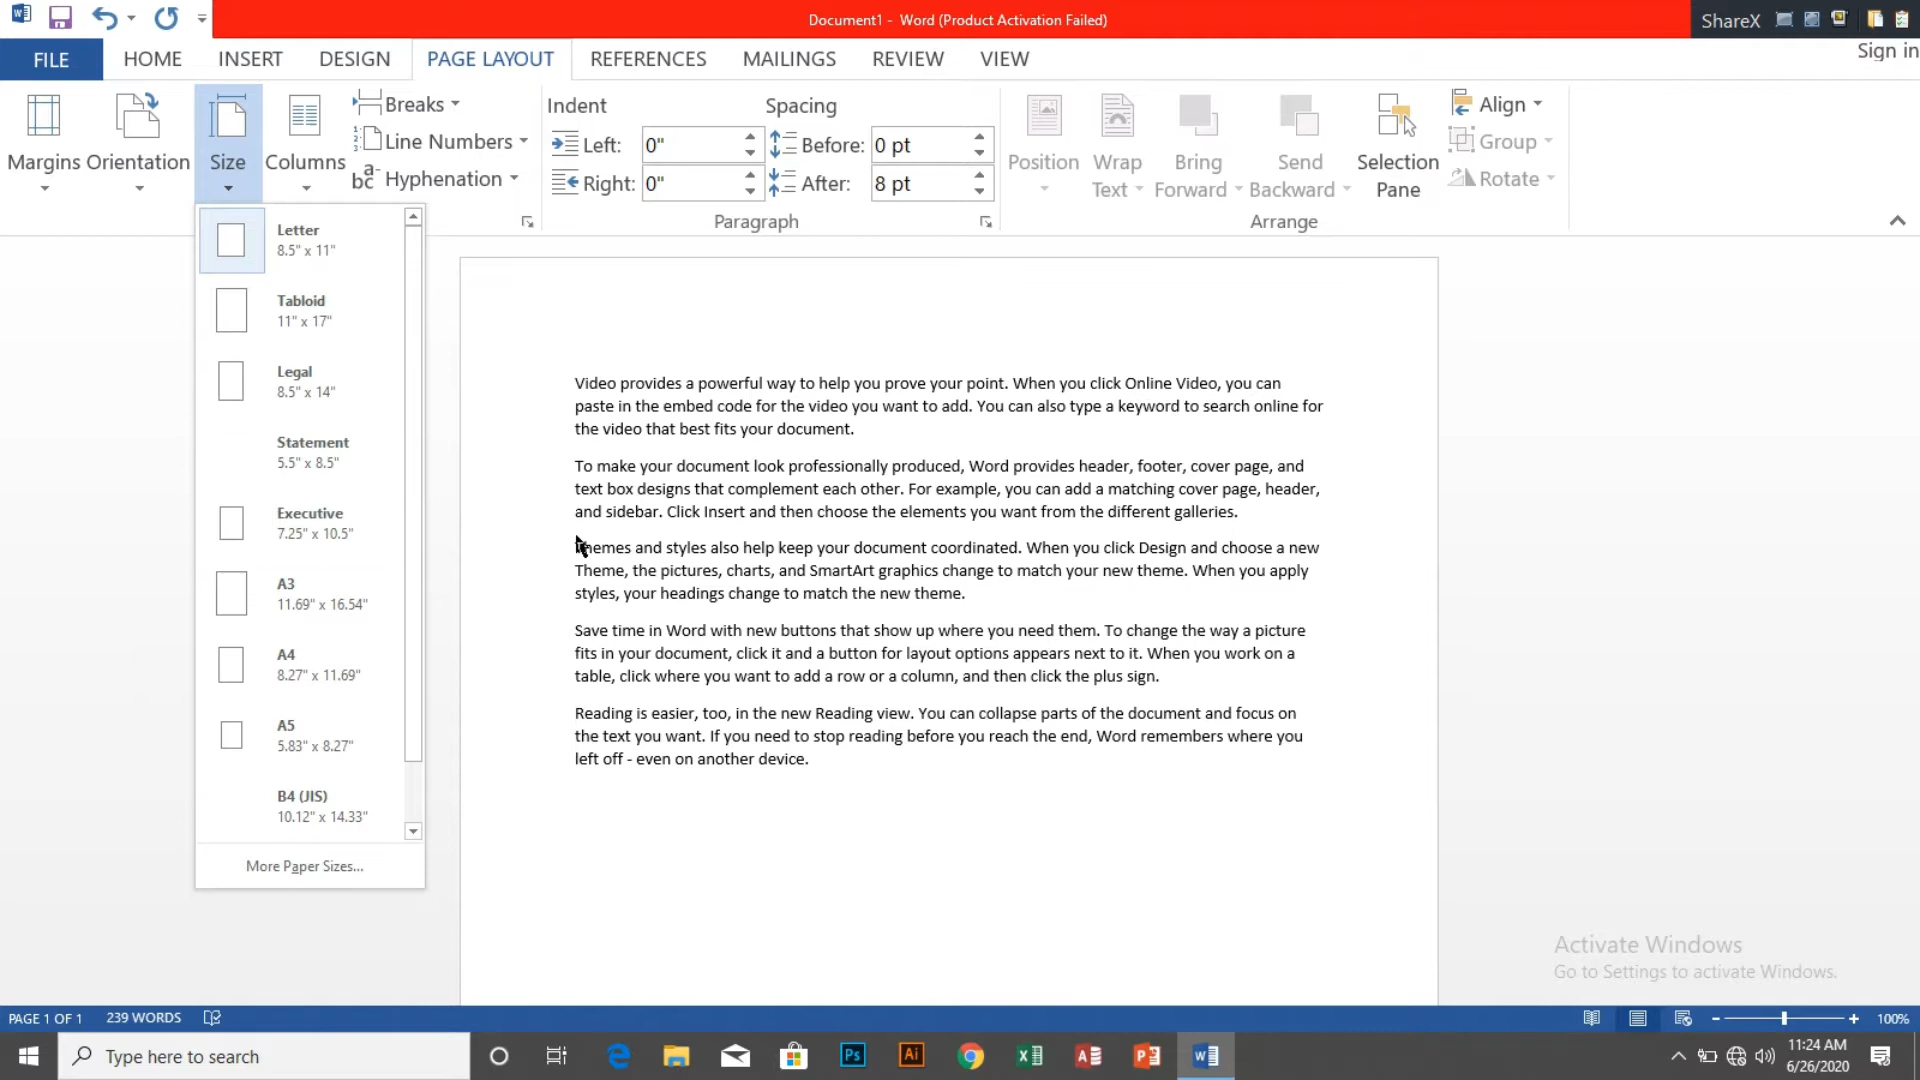 Document1 - Word (Product Activation Failed)
ShareX
Sign in
FILE
HOME
INSERT
DESIGN
PAGE LAYOUT
REFERENCES
MAILINGS
REVIEW
VIEW
Margins
Orientation
Size
Columns
Breaks
Line Numbers
Hyphenation
Indent
Left:
0"
Right:
0"
Spacing
Before:
0 pt
After:
8 pt
Paragraph
Position
Wrap
Text
Bring
Forward
Send
Backward
Selection
Pane
Align
Group
Rotate
Arrange
Letter
8.5" x 11"
Tabloid
11" x 17"
Legal
8.5" x 14"
Statement
5.5" x 8.5"
Executive
7.25" x 10.5"
A3
11.69" x 16.54"
A4
8.27" x 11.69"
A5
5.83" x 8.27"
B4 (JIS)
10.12" x 14.33"
More Paper Sizes...
Video provides a powerful way to help you prove your point. When you click Online Video, you can
paste in the embed code for the video you want to add. You can also type a keyword to search online for
the video that best fits your document.
To make your document look professionally produced, Word provides header, footer, cover page, and
text box designs that complement each other. For example, you can add a matching cover page, header,
and sidebar. Click Insert and then choose the elements you want from the different galleries.
Themes and styles also help keep your document coordinated. When you click Design and choose a new
Theme, the pictures, charts, and SmartArt graphics change to match your new theme. When you apply
styles, your headings change to match the new theme.
Save time in Word with new buttons that show up where you need them. To change the way a picture
fits in your document, click it and a button for layout options appears next to it. When you work on a
table, click where you want to add a row or a column, and then click the plus sign.
Reading is easier, too, in the new Reading view. You can collapse parts of the document and focus on
the text you want. If you need to stop reading before you reach the end, Word remembers where you
left off - even on another device.
Activate Windows
Go to Settings to activate Windows.
PAGE 1 OF 1
239 WORDS
100%
Type here to search
11:24 AM
6/26/2020